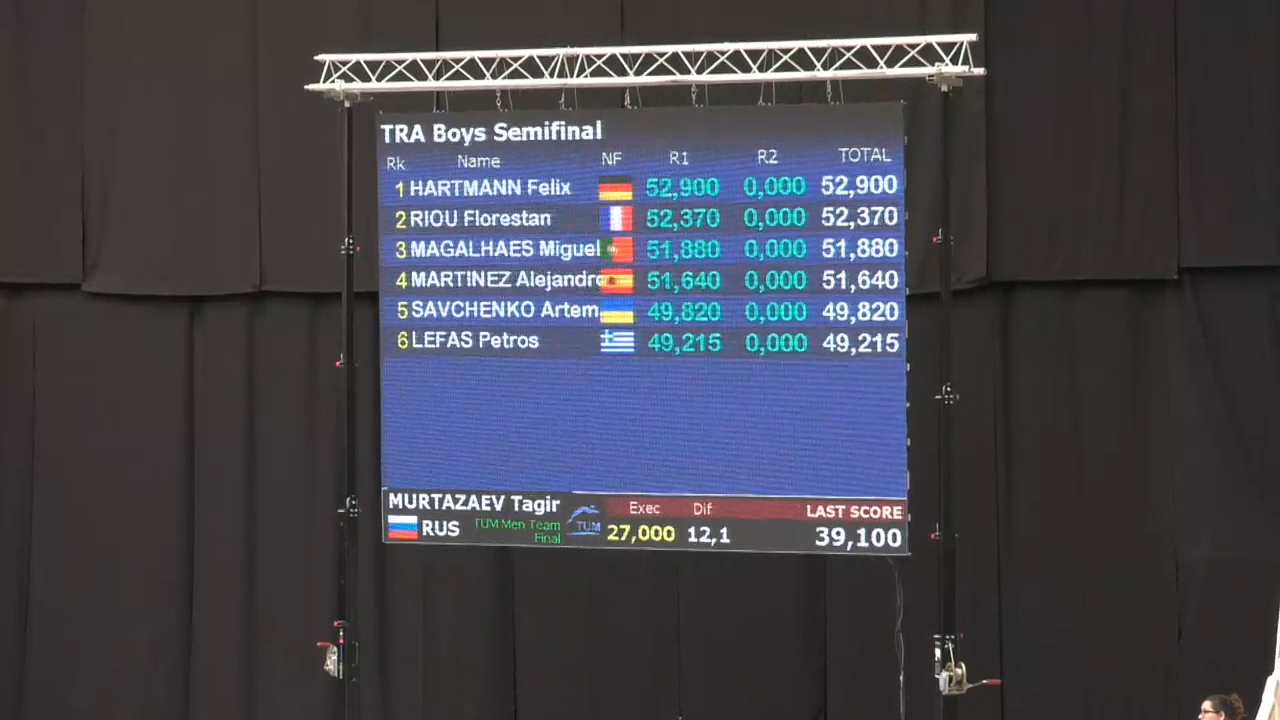 TRA Boys Semifinal
Rk Name NF R1 R2 TOTAL
1 HARTMANN Felix 52,900 0,000 52,900
2 RIOU Florestan 52,370 0,000 52,370
3 MAGALHAES Miguel 51,880 0,000 51,880
4 MARTINEZ Alejandro 51,640 0,000 51,640
5 SAVCHENKO Artem 49,820 0,000 49,820
6 LEFAS Petros 49,215 0,000 49,215
MURTAZAEV Tagir Exec Dif LAST SCORE
RUS TUM Men Team Final TUM 27,000 12,1 39,100